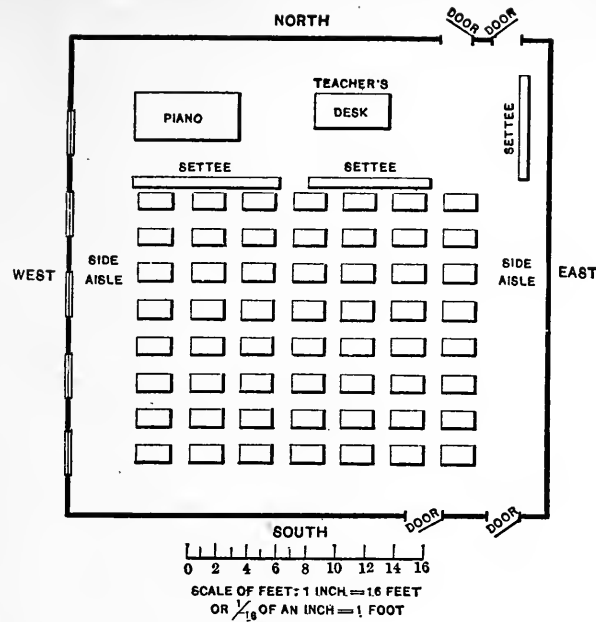 NORTH
DOOR DOOR
TEACHER'S
DESK
PIANO
SETTEE
SETTEE
SETTEE
SIDE
AISLE
SIDE
AISLE
WEST
EAST
DOOR
DOOR
SOUTH
0 2 4 6 8 10 12 14 16
SCALE OF FEET: 1 INCH = 16 FEET
OR 1/16 OF AN INCH = 1 FOOT